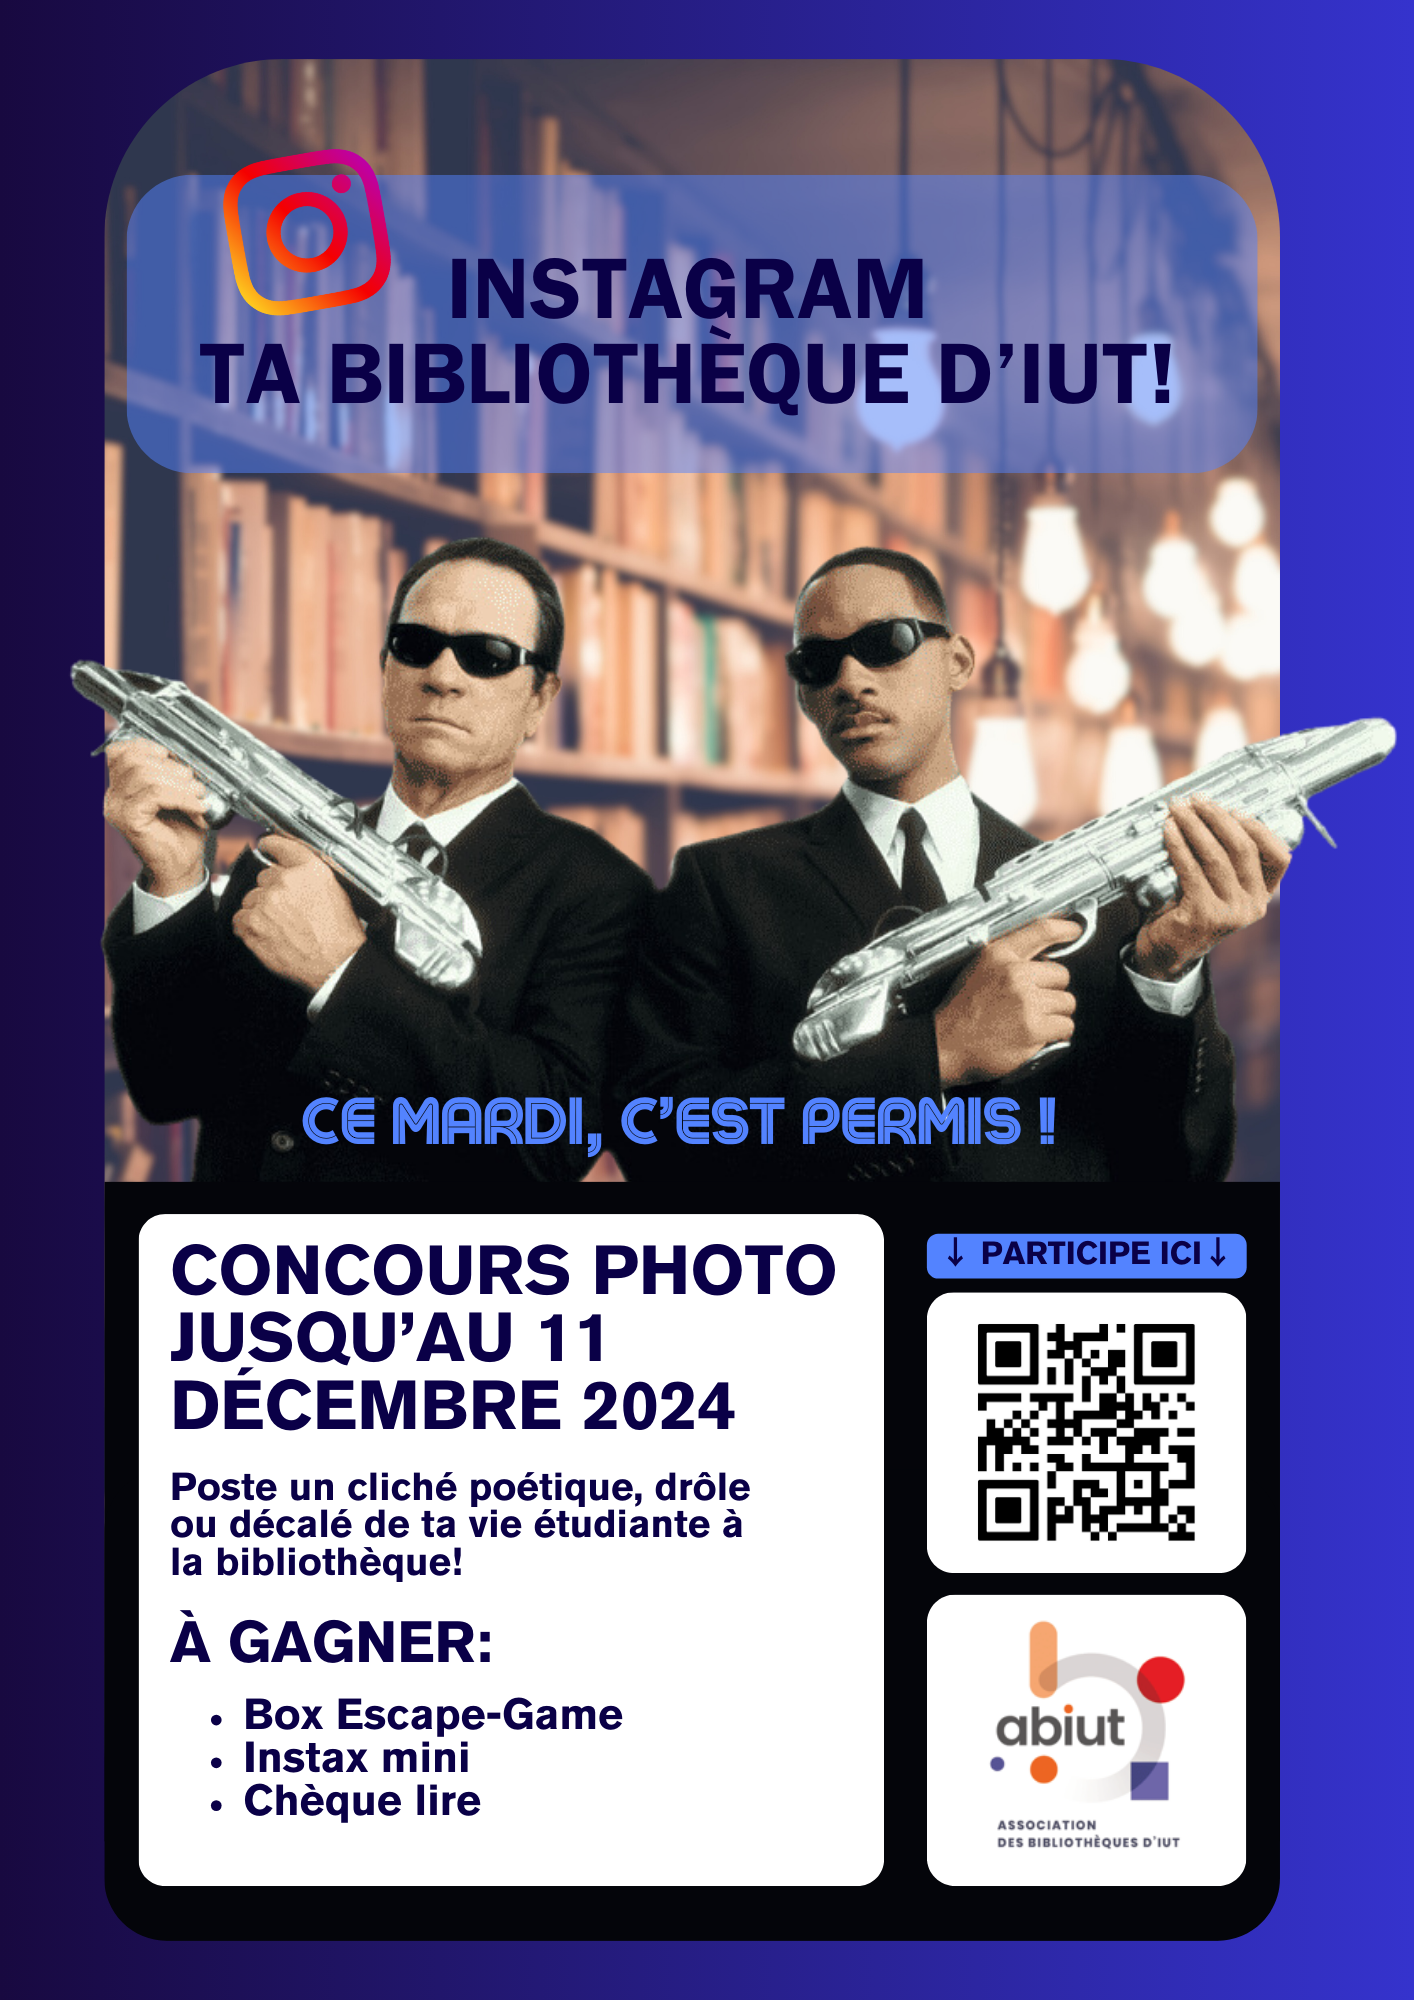 INSTAGRAM
TA BIBLIOTHÈQUE D’IUT!
CE MARDI, C’EST PERMIS !
CONCOURS PHOTO
JUSQU’AU 11
DÉCEMBRE 2024
Poste un cliché poétique, drôle
ou décalé de ta vie étudiante à
la bibliothèque!
À GAGNER:
• Box Escape-Game
• Instax mini
• Chèque lire
↓ PARTICIPE ICI ↓
abiut
ASSOCIATION
DES BIBLIOTHÈQUES D'IUT